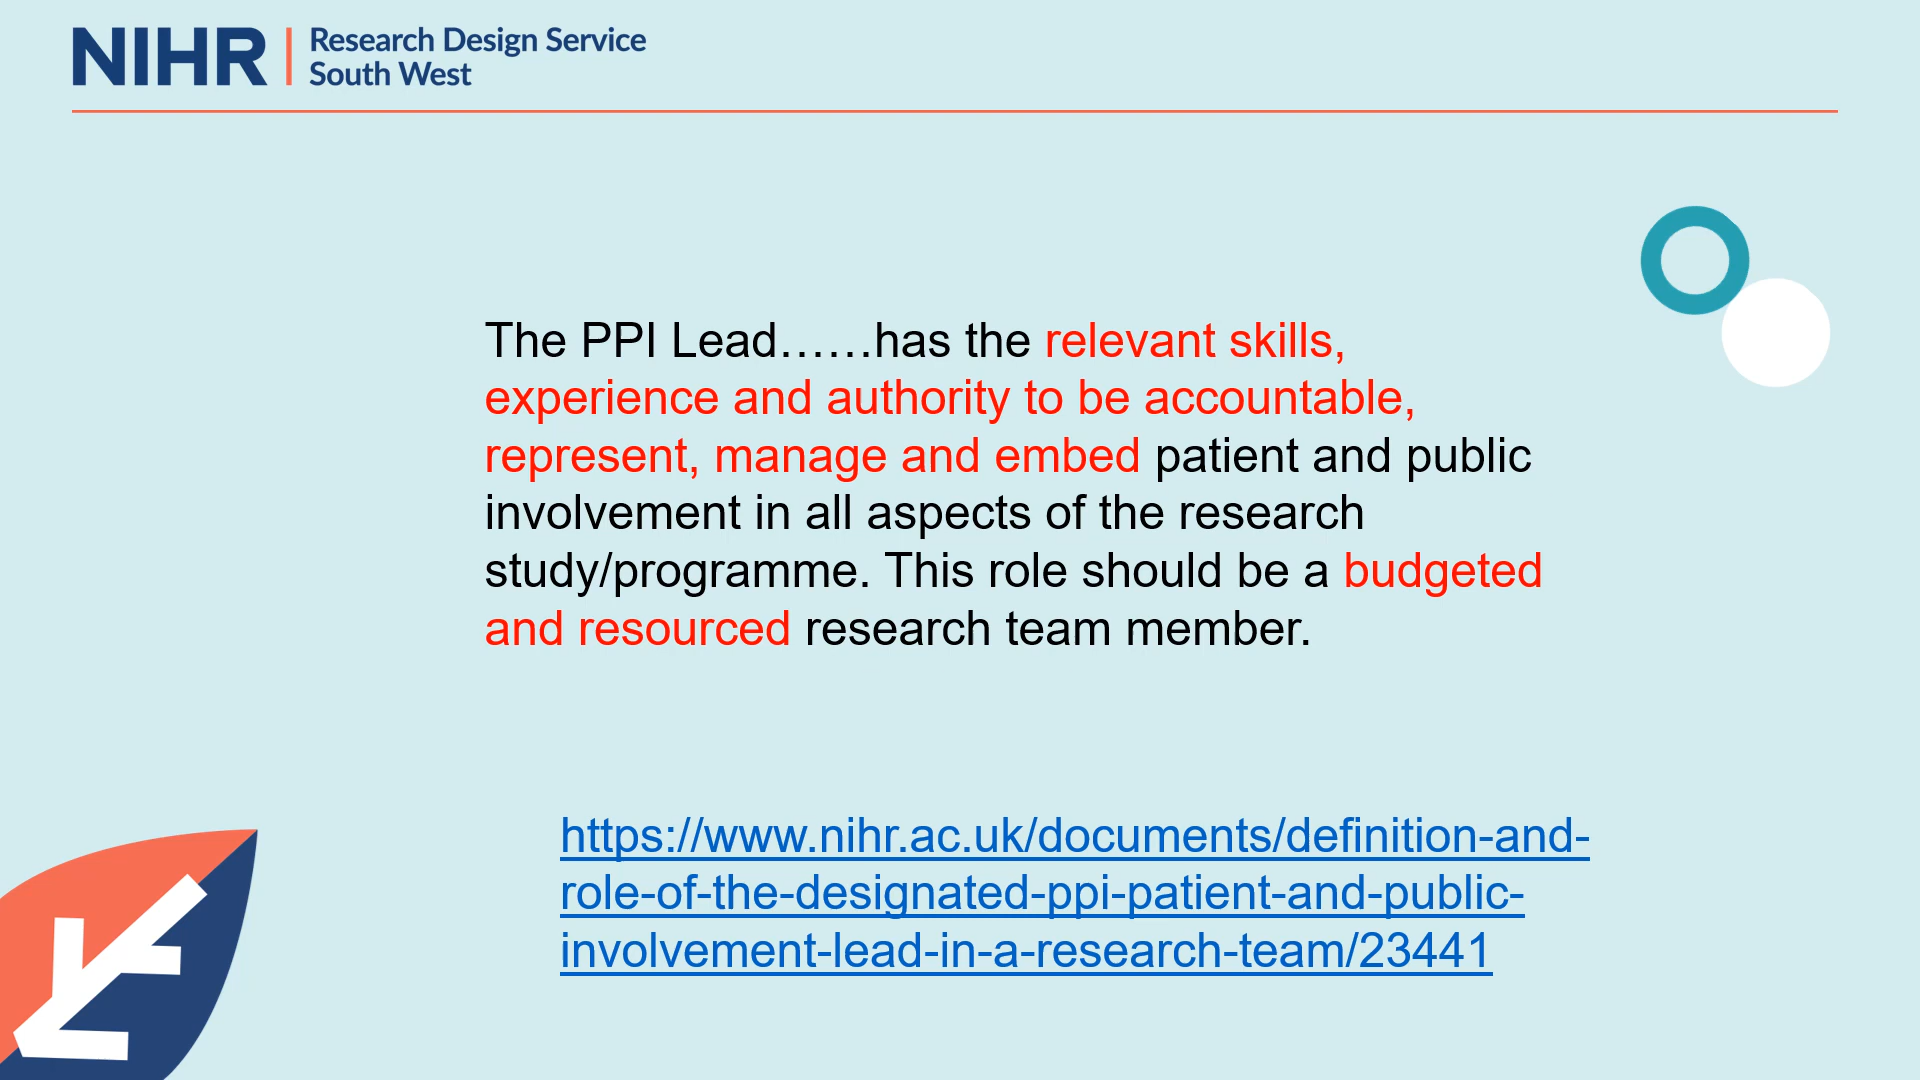 NIHR | Research Design Service
South West
The PPI Lead……has the relevant skills,
experience and authority to be accountable,
represent, manage and embed patient and public
involvement in all aspects of the research
study/programme. This role should be a budgeted
and resourced research team member.
https://www.nihr.ac.uk/documents/definition-and-
role-of-the-designated-ppi-patient-and-public-
involvement-lead-in-a-research-team/23441